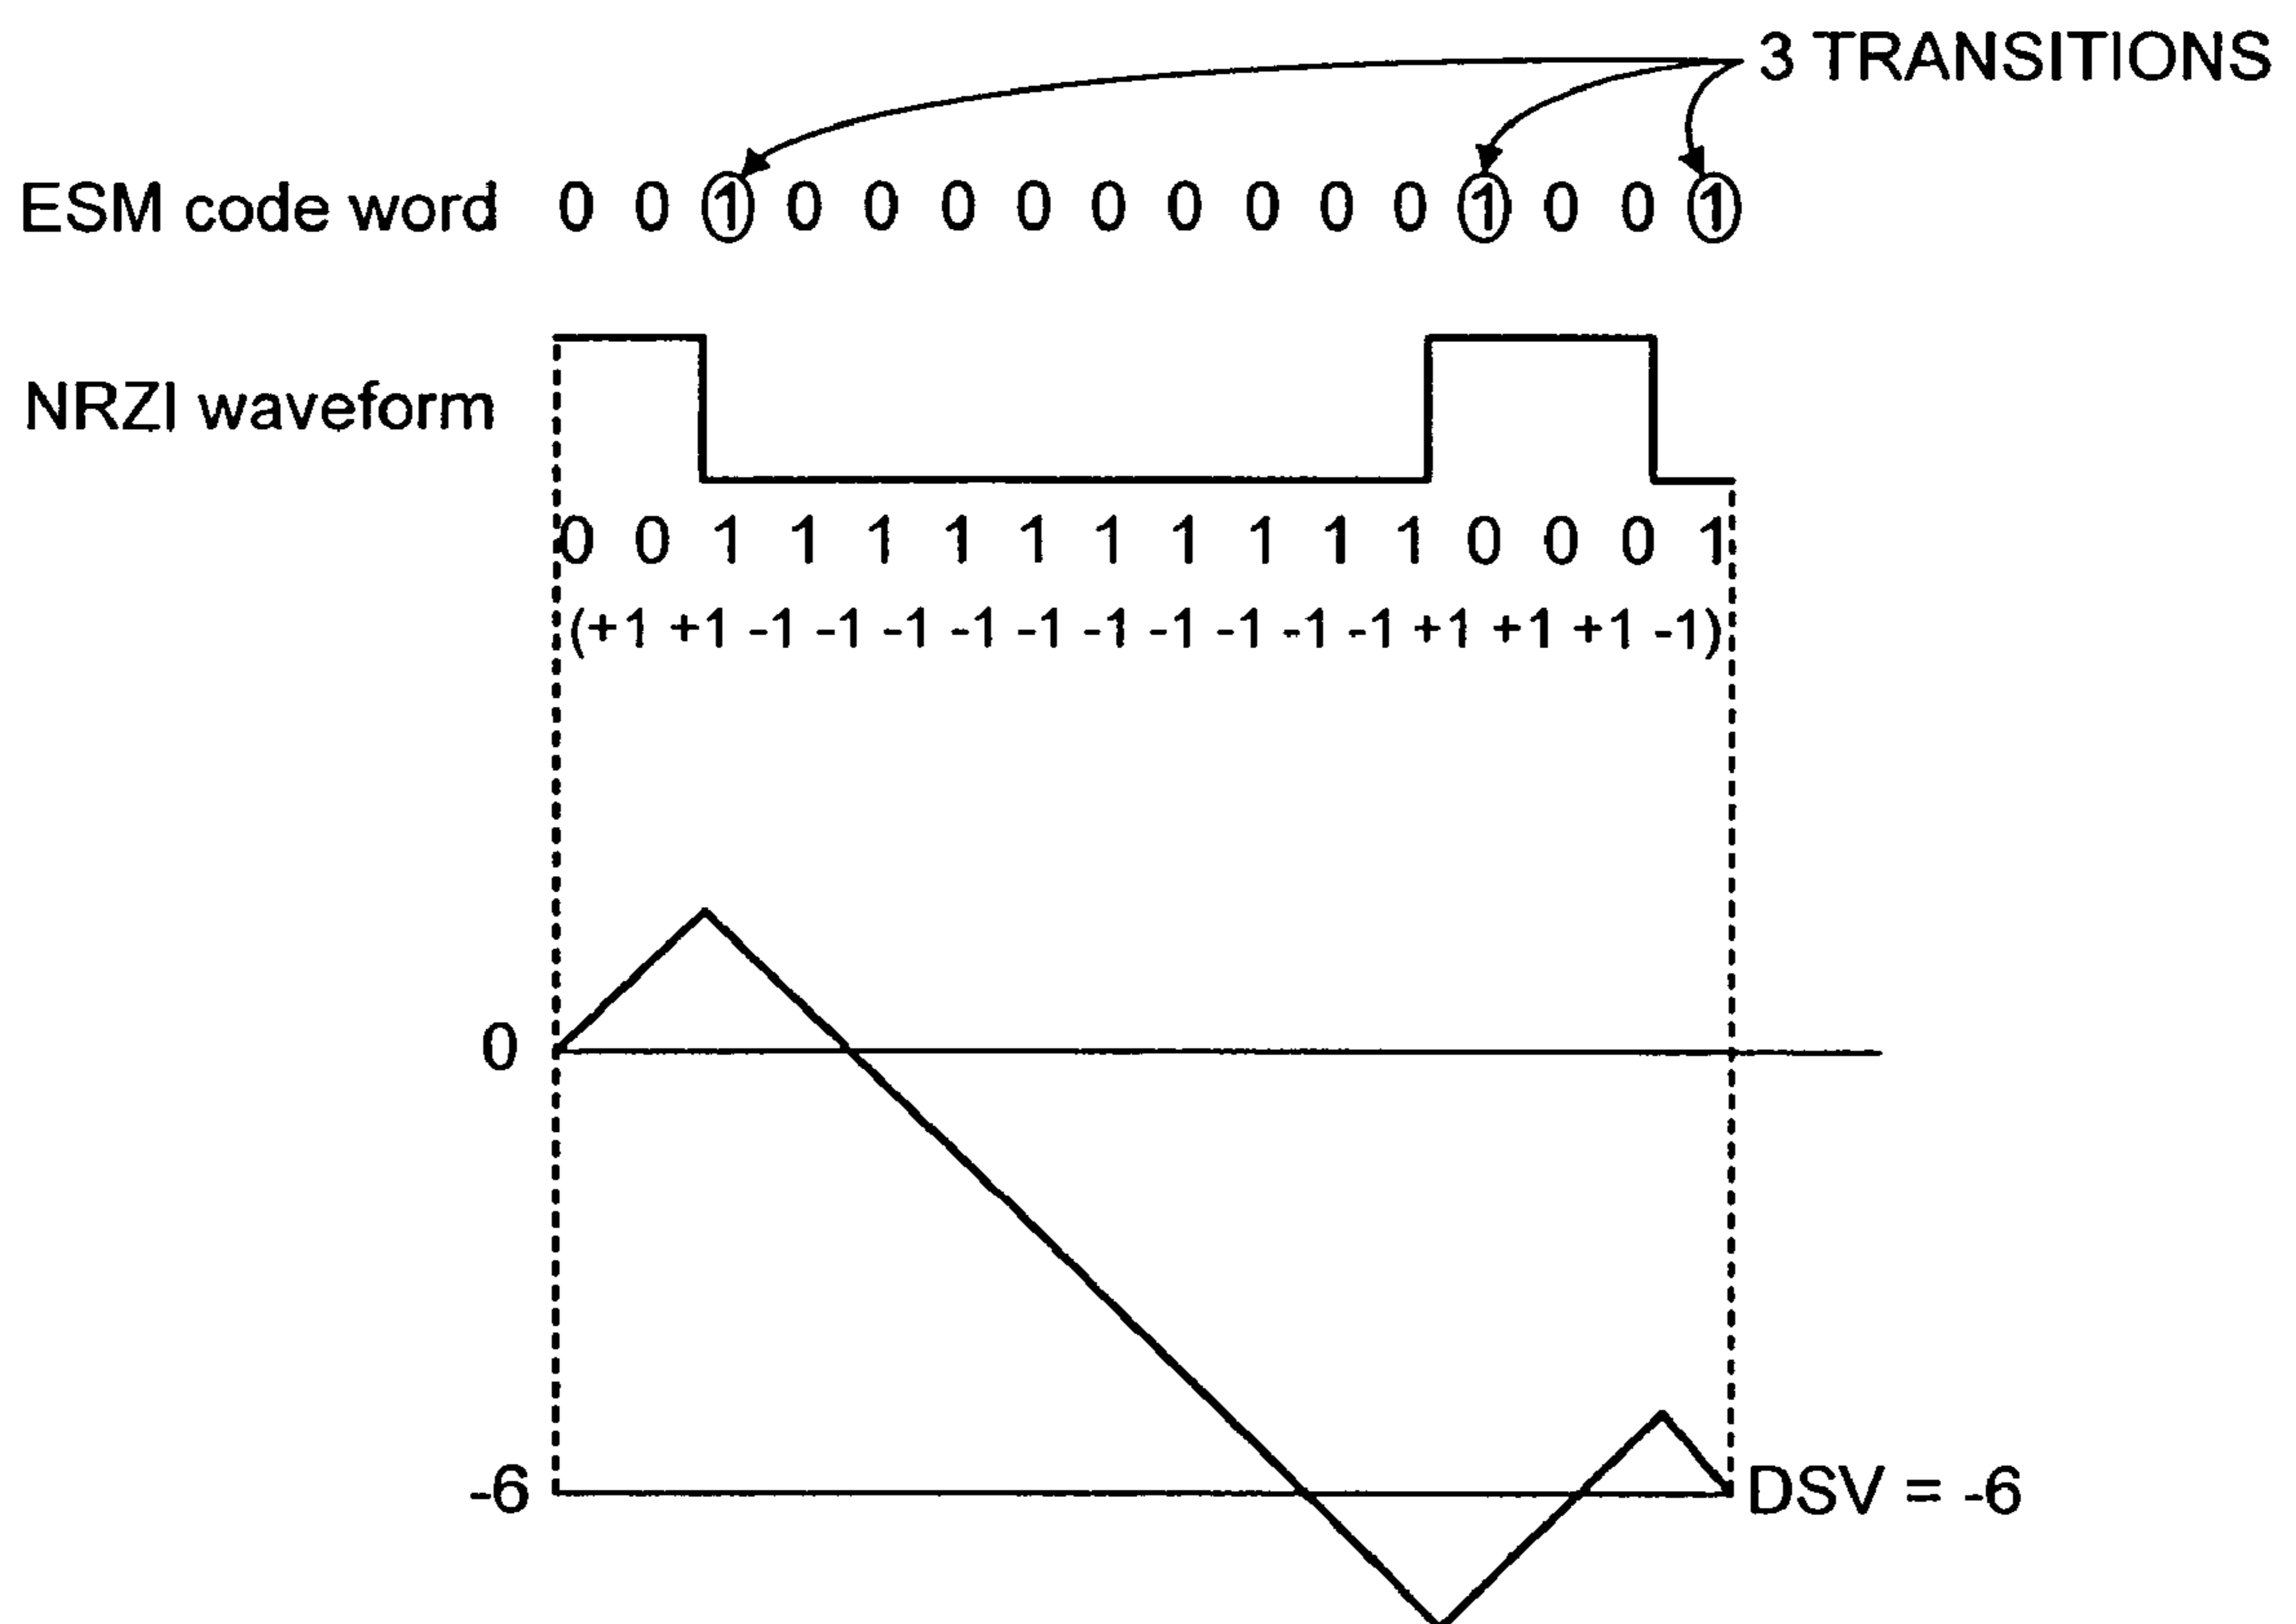 3 TRANSITIONS
ESM code word 0 0 1 0 0 0 0 0 0 0 0 0 1 0 0 1
NRZI waveform
0 0 1 1 1 1 1 1 1 1 1 1 0 0 0 1
(+1 +1 -1 -1 -1 -1 -1 -1 -1 -1 -1 -1 +1 +1 +1 -1)
0
-6
DSV = -6